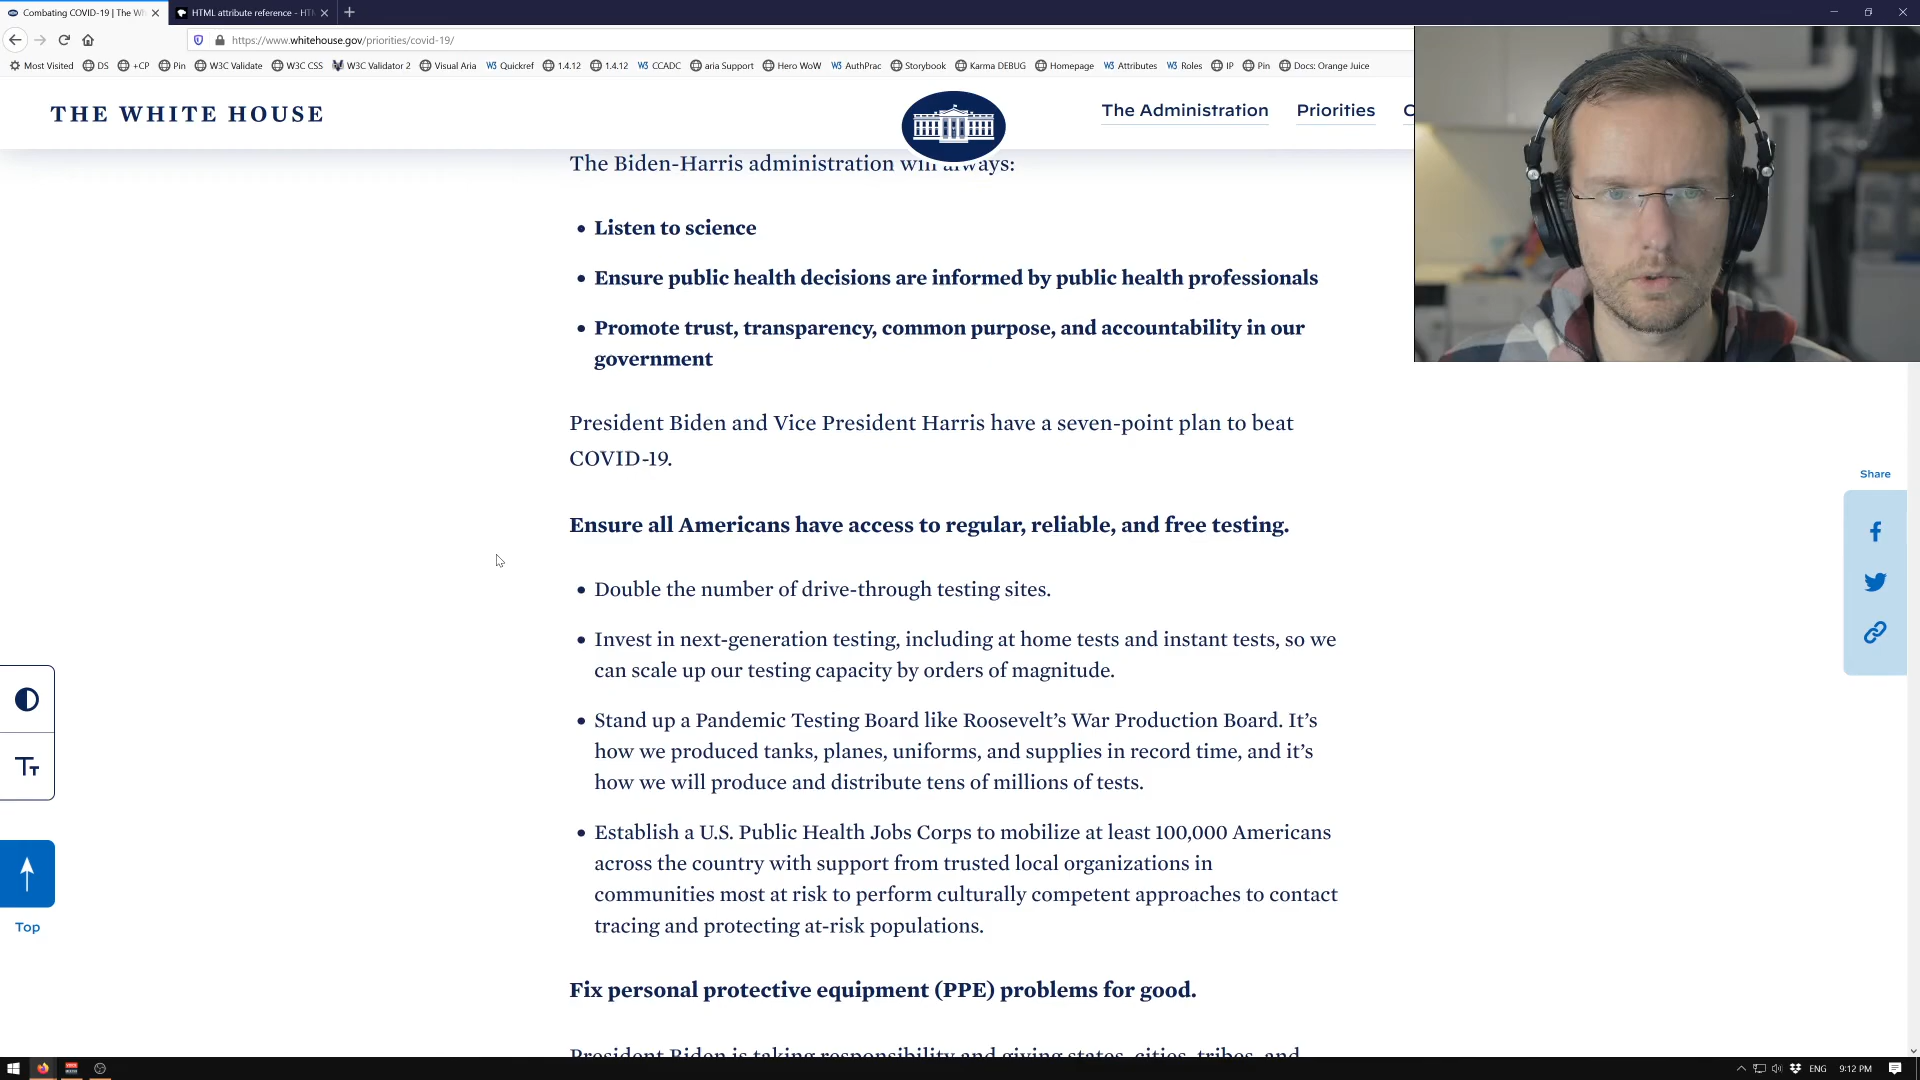 Combating COVID-19 | The Wh
HTML attribute reference - HTM
https://www.whitehouse.gov/priorities/covid-19/
Most Visited DS +CP Pin W3C Validate W3C CSS W3C Validator 2 Visual Aria W3 Quickref 1.4.12 1.4.12 W3 CCADC aria Support Hero WoW W3 AuthPrac Storybook Karma DEBUG Homepage W3 Attributes W3 Roles IP Pin Docs: Orange Juice
THE WHITE HOUSE
The Administration Priorities
The Biden-Harris administration will always:
• Listen to science
• Ensure public health decisions are informed by public health professionals
• Promote trust, transparency, common purpose, and accountability in our
government
President Biden and Vice President Harris have a seven-point plan to beat
COVID-19.
Ensure all Americans have access to regular, reliable, and free testing.
• Double the number of drive-through testing sites.
• Invest in next-generation testing, including at home tests and instant tests, so we
can scale up our testing capacity by orders of magnitude.
• Stand up a Pandemic Testing Board like Roosevelt’s War Production Board. It’s
how we produced tanks, planes, uniforms, and supplies in record time, and it’s
how we will produce and distribute tens of millions of tests.
• Establish a U.S. Public Health Jobs Corps to mobilize at least 100,000 Americans
across the country with support from trusted local organizations in
communities most at risk to perform culturally competent approaches to contact
tracing and protecting at-risk populations.
Fix personal protective equipment (PPE) problems for good.
President Biden is taking responsibility and giving states, cities, tribes, and
Share
TT
Top
ENG 9:12 PM